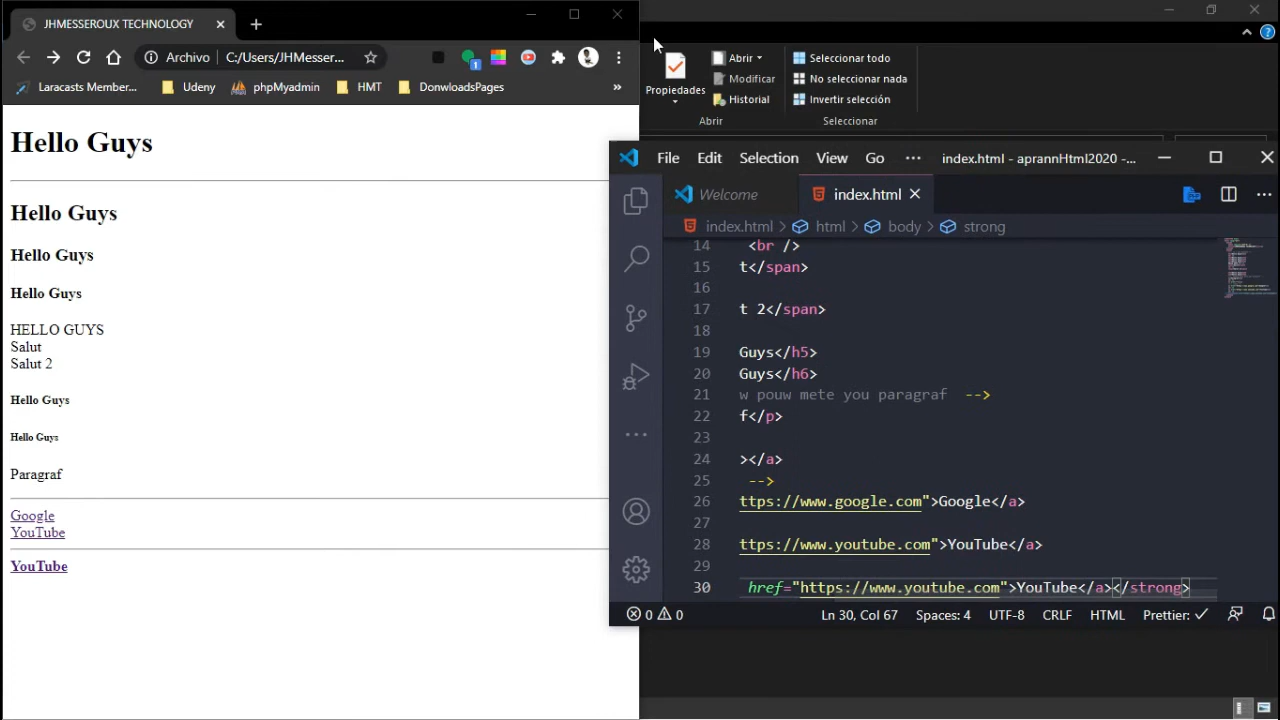 JHMESSEROUX TECHNOLOGY
Archivo C:/Users/JHMesser...
1
Laracasts Member... Udeny phpMyadmin HMT DonwloadsPages »
Hello Guys
Hello Guys
Hello Guys
Hello Guys
HELLO GUYS
Salut
Salut 2
Hello Guys
Hello Guys
Paragraf
Google
YouTube
YouTube
Propiedades
Abrir
Modificar
Historial
Abrir
Seleccionar todo
No seleccionar nada
Invertir selección
Seleccionar
File Edit Selection View Go ··· index.html - aprannHtml2020 -...
Welcome index.html
index.html > html > body > strong
14 <br />
15 t</span>
16
17 t 2</span>
18
19 Guys</h5>
20 Guys</h6>
21 w pouw mete you paragraf -->
22 f</p>
23
24 ></a>
25 -->
26 ttps://www.google.com">Google</a>
27
28 ttps://www.youtube.com">YouTube</a>
29
30 href="https://www.youtube.com">YouTube</a></strong>
0 0 Ln 30, Col 67 Spaces: 4 UTF-8 CRLF HTML Prettier: ✓